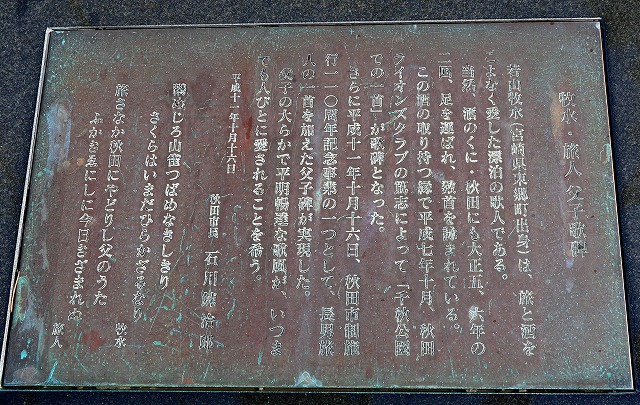 牧水・旅人 父子歌碑
若山牧水（宮崎県東郷町出身）は、旅と酒を
こよなく愛した漂泊の歌人である。
当然、酒のくに・秋田にも大正五、六年の
二回、足を運ばれ、数首を詠まれている。
この酒の取り持つ縁で平成七年十月、秋田
ライオンズクラブの篤志によって「千秋公園
での一首」が歌碑となった。
さらに平成十一年十月十六日、秋田市制施
行一一〇周年記念事業の一つとして、長男旅
人の一首を加えた父子碑が実現した。
父子の大らかで平明暢達な歌風が、いつま
でも人びとに愛されることを希う。
平成十一年十月十六日
秋田市長 石川錬治郎
鶸めじろ山雀つばめなきしきり
さくらはいまだひらかざるなり
牧水
旅さなか秋田にやどりし父のうた
ふかきゑにしに今日きざまれぬ
旅人